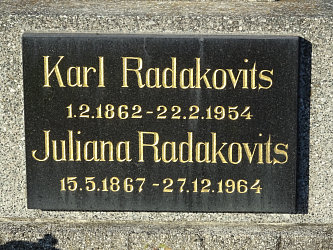 Karl Radakovits
1.2.1862-22.2.1954
Juliana Radakovits
15.5.1867-27.12.1964